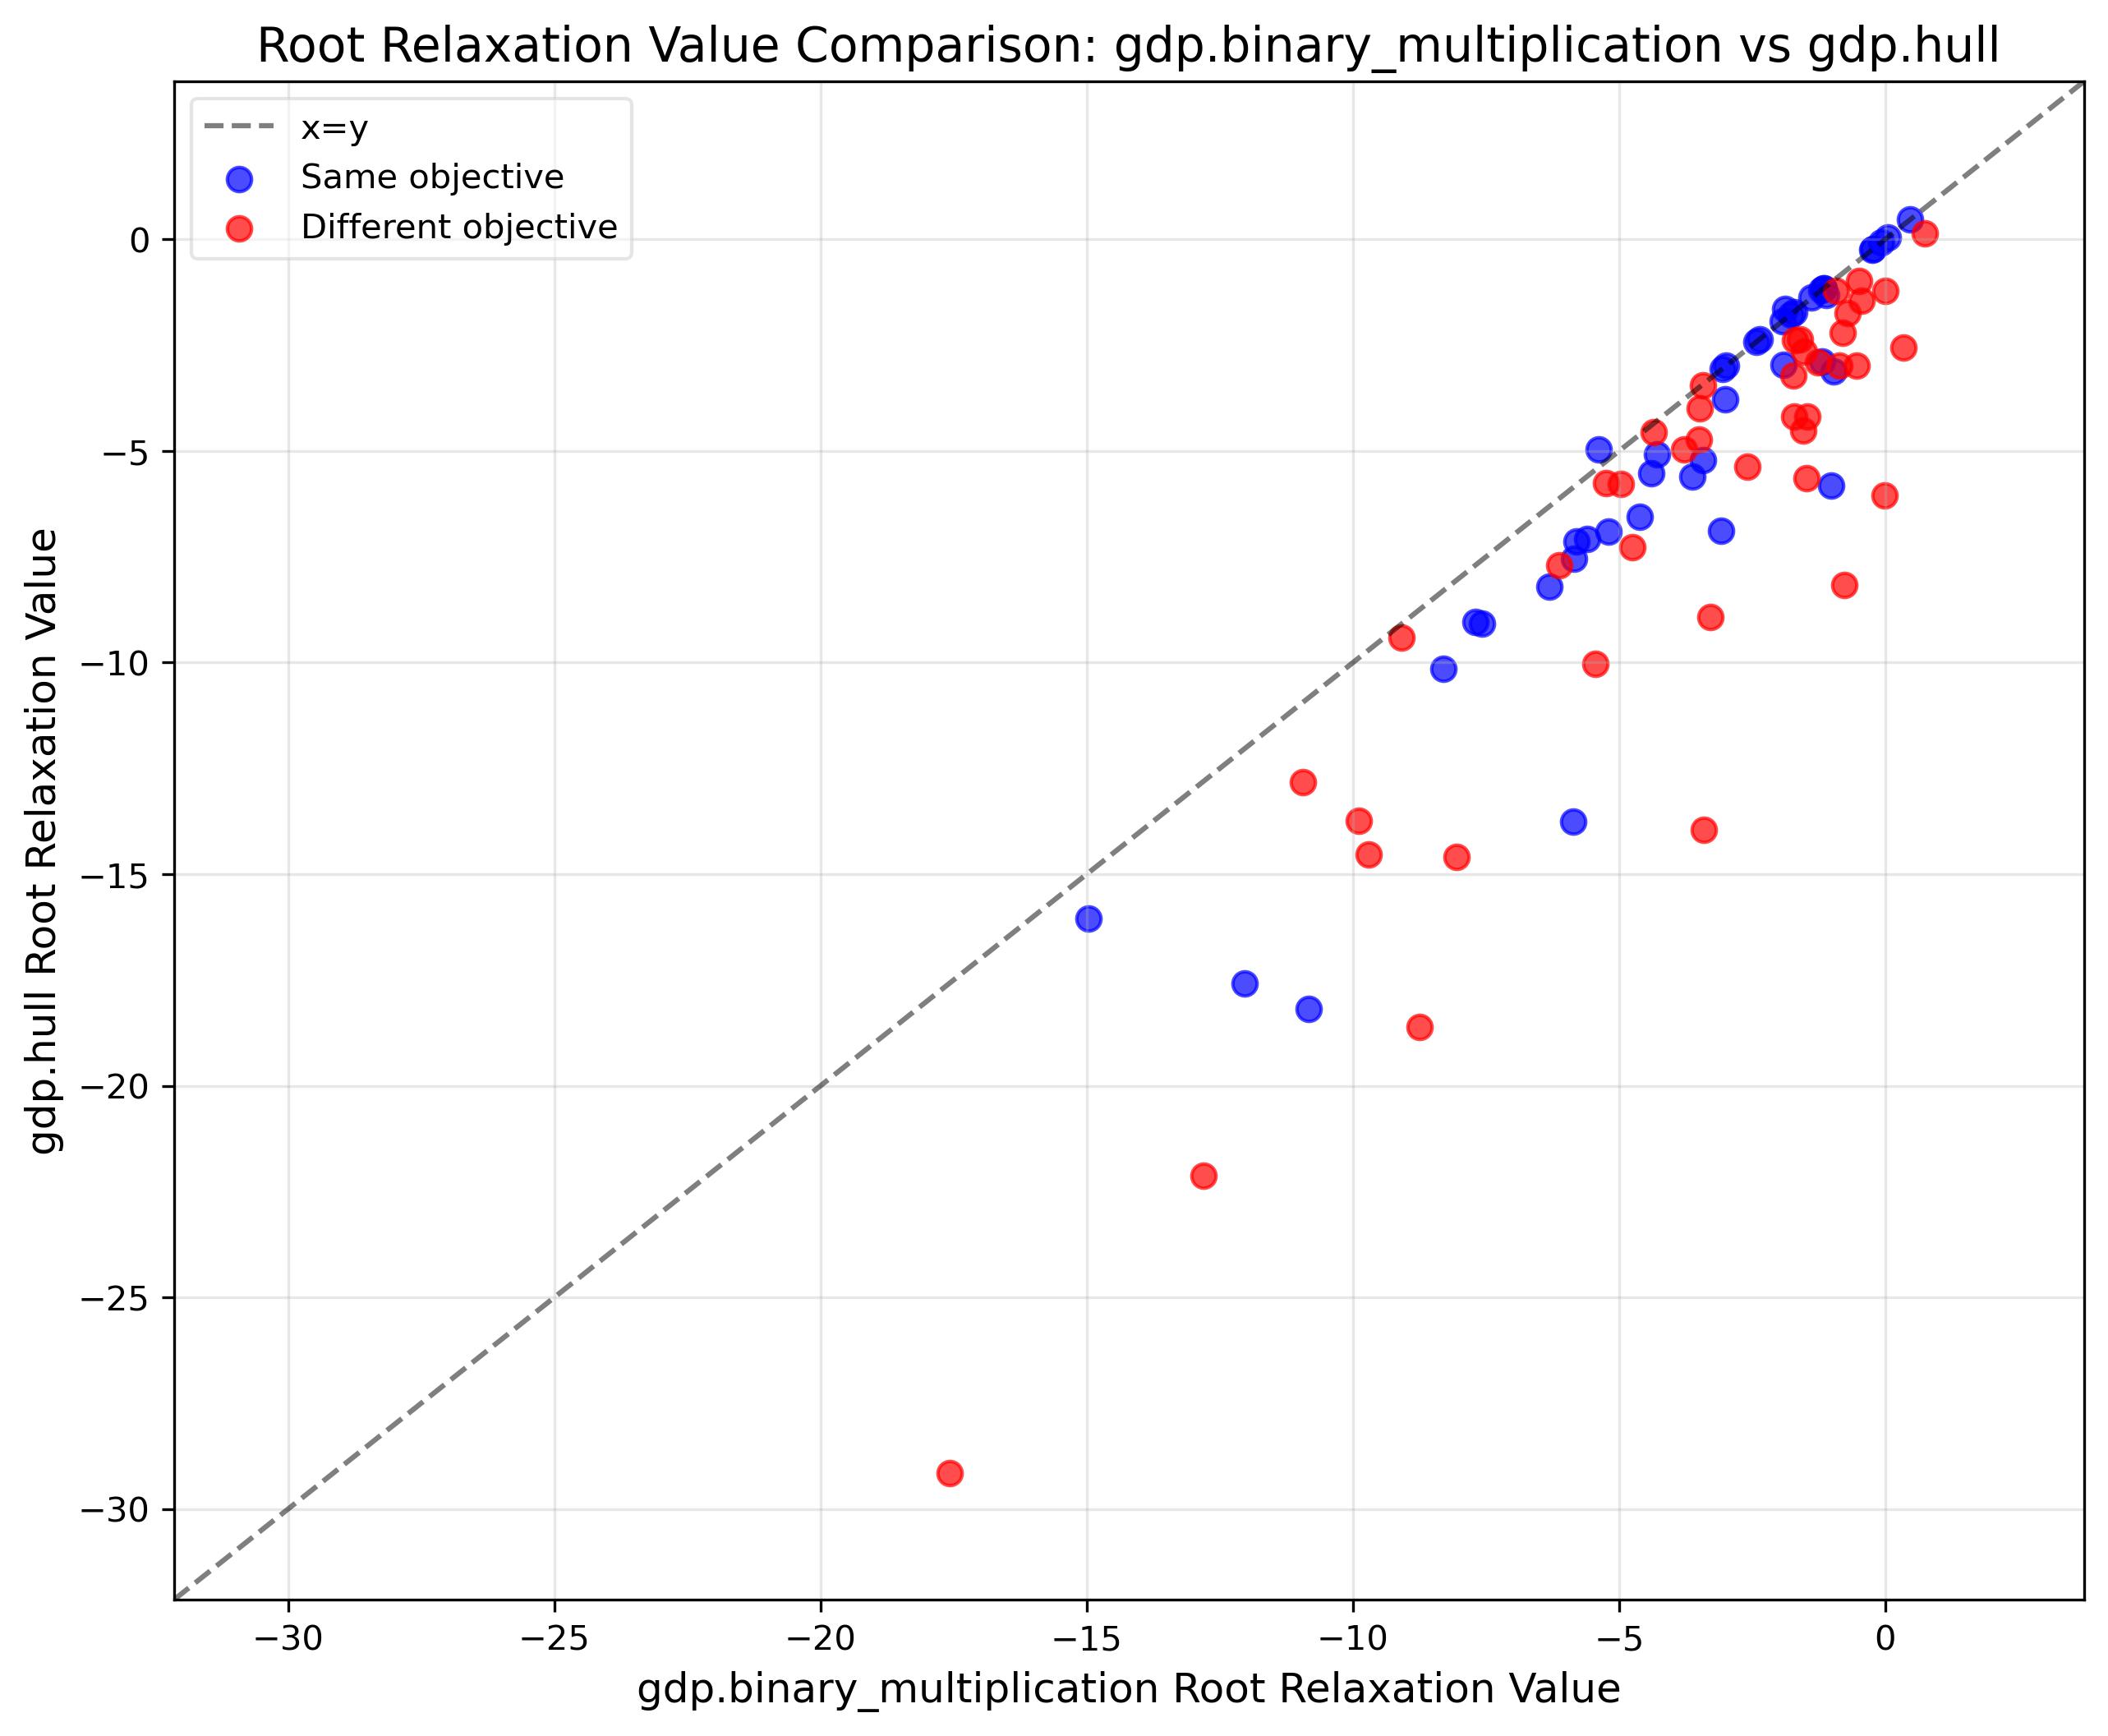 Root Relaxation Value Comparison: gdp.binary_multiplication vs gdp.hull
x=y
Same objective
Different objective
gdp.hull Root Relaxation Value
0
−5
−10
−15
−20
−25
−30
−30
−25
−20
−15
−10
−5
0
gdp.binary_multiplication Root Relaxation Value